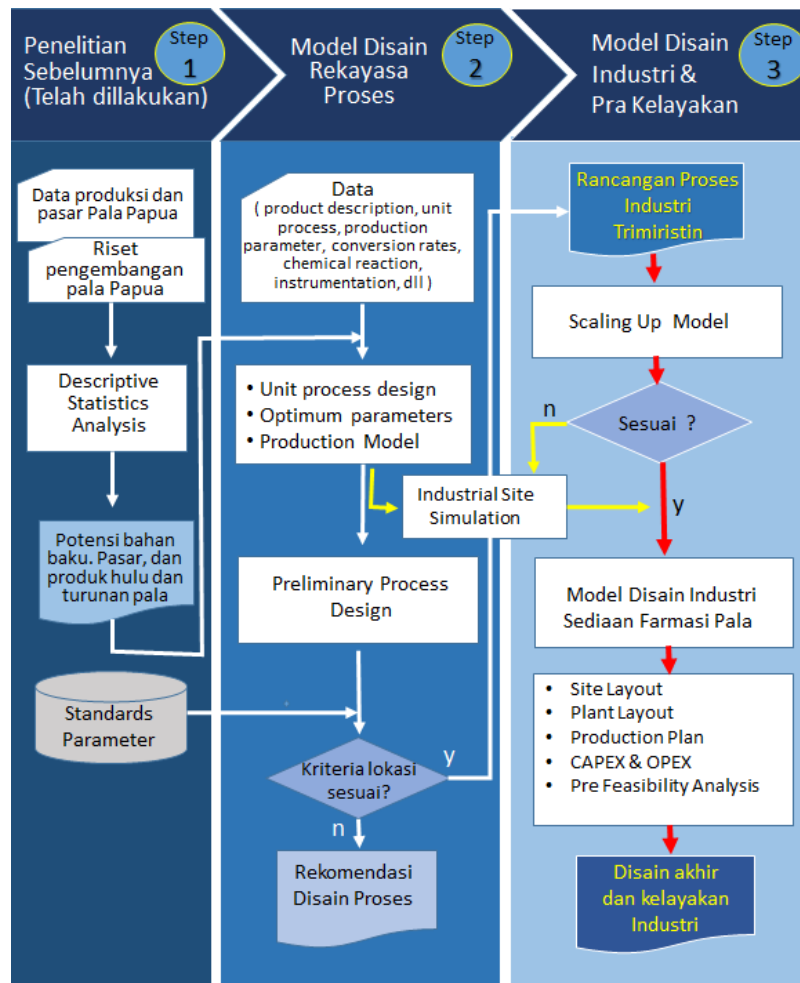 Penelitian
Sebelumnya
(Telah dillakukan)
Step
1
Model Disain
Rekayasa
Proses
Step
2
Model Disain
Industri &
Pra Kelayakan
Step
3
Data produksi dan
pasar Pala Papua
Riset
pengembangan
pala Papua
Descriptive
Statistics
Analysis
Potensi bahan
baku. Pasar, dan
produk hulu dan
turunan pala
Standards
Parameter
Data
( product description, unit
process, production
parameter, conversion rates,
chemical reaction,
instrumentation, dll )
• Unit process design
• Optimum parameters
• Production Model
Industrial Site
Simulation
Preliminary Process
Design
Kriteria lokasi
sesuai?
y
n
Rekomendasi
Disain Proses
Rancangan Proses
Industri
Trimiristin
Scaling Up Model
n
Sesuai ?
y
Model Disain Industri
Sediaan Farmasi Pala
• Site Layout
• Plant Layout
• Production Plan
• CAPEX & OPEX
• Pre Feasibility Analysis
Disain akhir
dan kelayakan
Industri